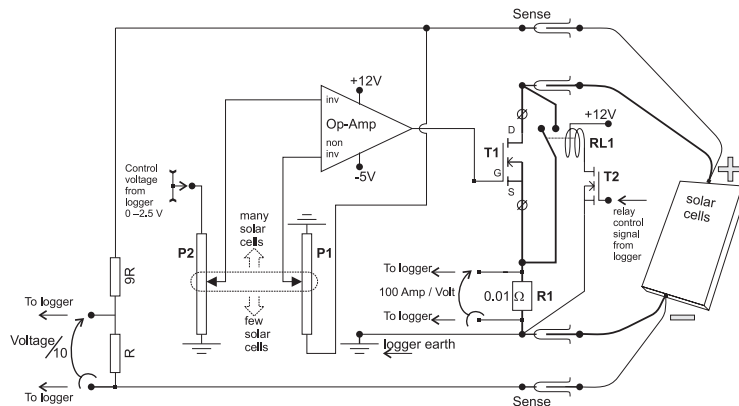 Sense
+12V
inv
Op-Amp
non
inv
-5V
Control
voltage
from
logger
0 –2.5 V
many
solar
cells
P2
P1
few
solar
cells
D
T1
G
S
+12V
RL1
T2
relay
control
signal
from
logger
+
solar
cells
−
9R
R
To logger
Voltage
/10
To logger
To logger
100 Amp / Volt
To logger
0.01 Ω
R1
logger earth
Sense